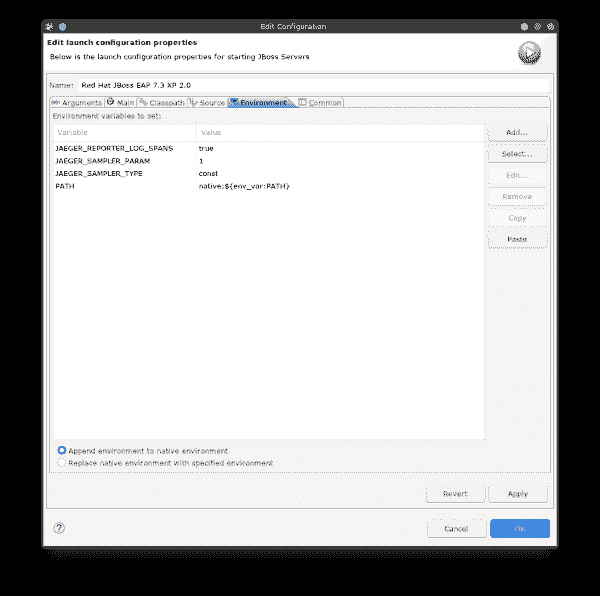 Edit Configuration
Edit launch configuration properties
Below is the launch configuration properties for starting JBoss Servers
Name: Red Hat JBoss EAP 7.3 XP 2.0
Arguments Main Classpath Source Environment Common
Environment variables to set:
Variable Value
JAEGER_REPORTER_LOG_SPANS true
JAEGER_SAMPLER_PARAM 1
JAEGER_SAMPLER_TYPE const
PATH native:${env_var:PATH}
Add...
Select...
Edit...
Remove
Copy
Paste
Append environment to native environment
Replace native environment with specified environment
Revert Apply
? Cancel OK